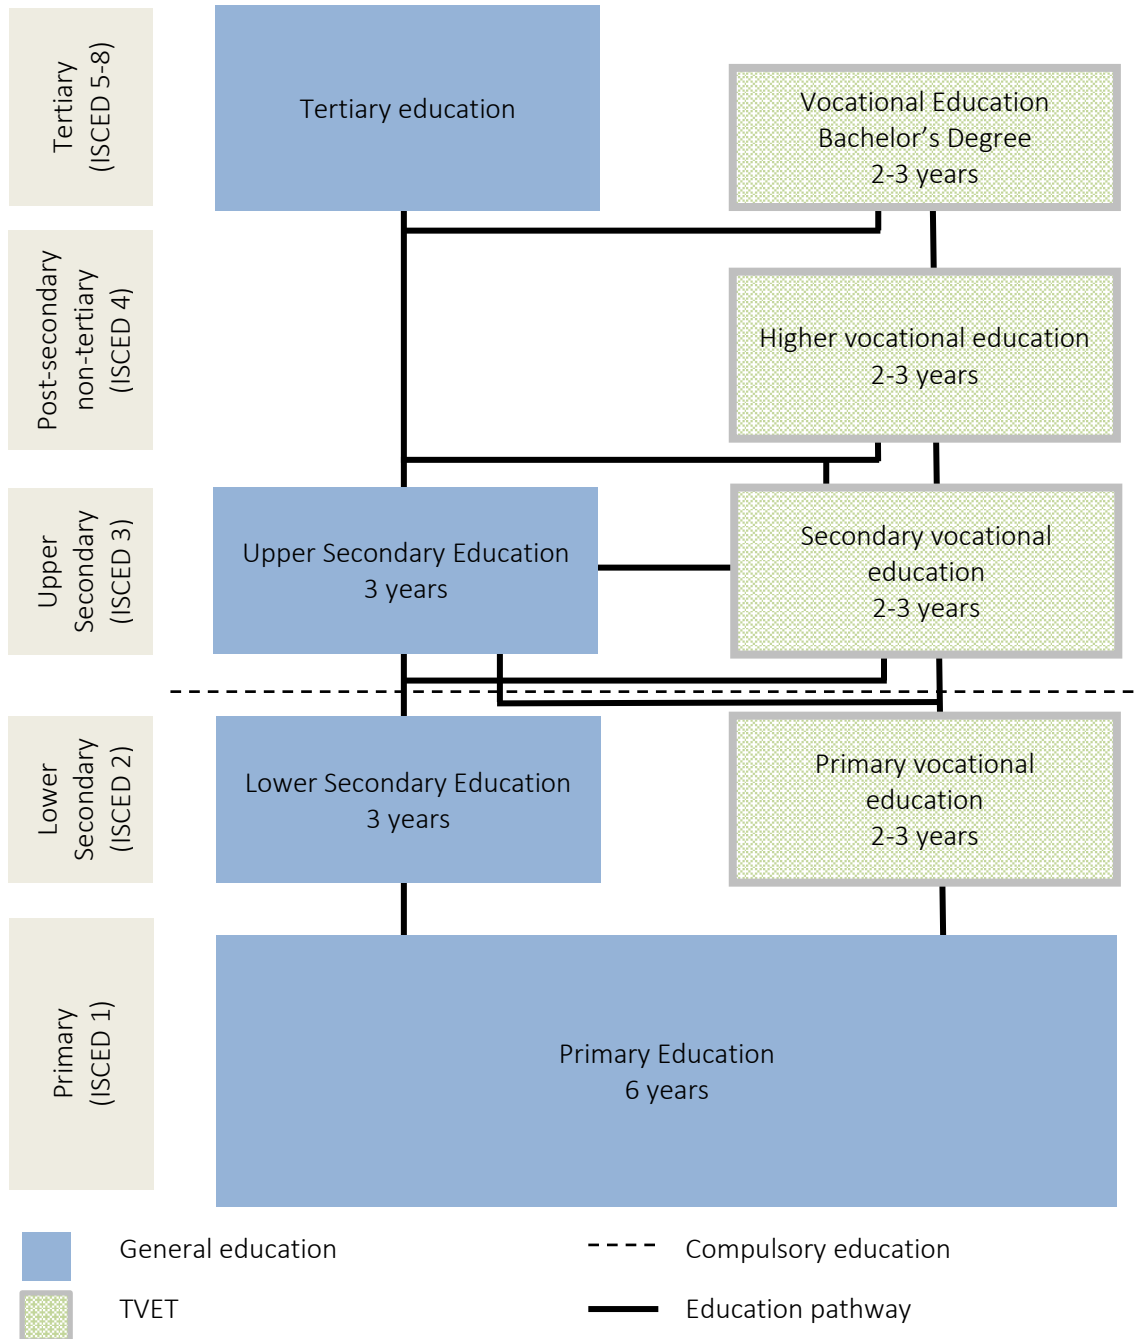 Tertiary
(ISCED 5-8)
Tertiary education
Vocational Education
Bachelor’s Degree
2-3 years
Post-secondary
non-tertiary
(ISCED 4)
Higher vocational education
2-3 years
Upper
Secondary
(ISCED 3)
Upper Secondary Education
3 years
Secondary vocational
education
2-3 years
Lower
Secondary
(ISCED 2)
Lower Secondary Education
3 years
Primary vocational
education
2-3 years
Primary
(ISCED 1)
Primary Education
6 years
General education
Compulsory education
TVET
Education pathway